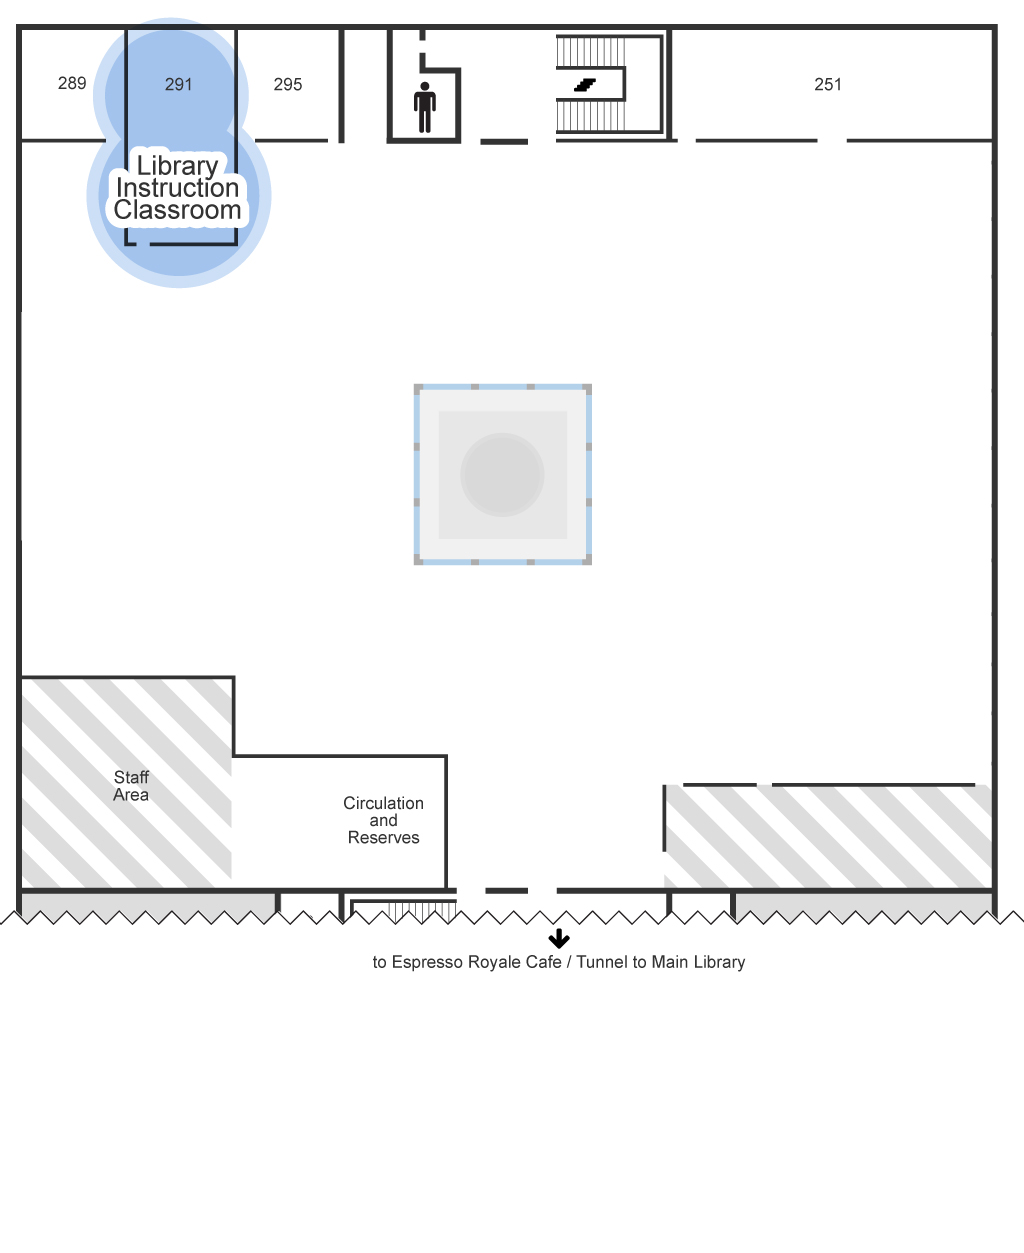 289
291
295
251
Library
Instruction
Classroom
Staff
Area
Circulation
and
Reserves
to Espresso Royale Cafe / Tunnel to Main Library